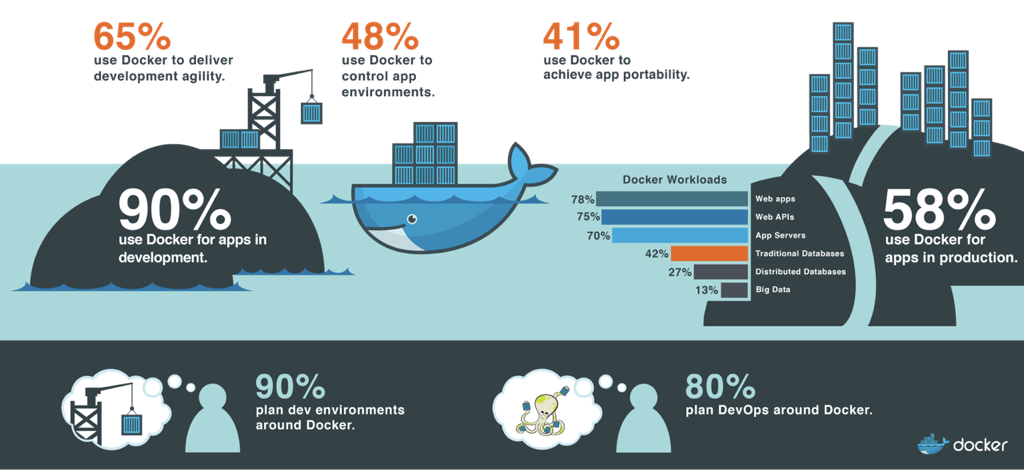 65%
use Docker to deliver
development agility.
48%
use Docker to
control app
environments.
41%
use Docker to
achieve app portability.
90%
use Docker for apps in
development.
Docker Workloads
78% Web apps
75% Web APIs
70% App Servers
42% Traditional Databases
27% Distributed Databases
13% Big Data
58%
use Docker for
apps in production.
90%
plan dev environments
around Docker.
80%
plan DevOps around Docker.
docker